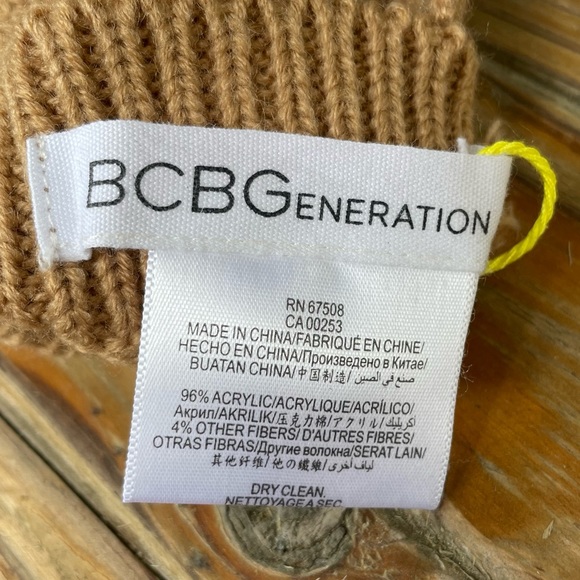 BCBGENERATION
RN 67508
CA 00253
MADE IN CHINA/FABRIQUÉ EN CHINE/
HECHO EN CHINA/Произведено в Китае/
BUATAN CHINA/中国制造/ صنع في الصين/
96% ACRYLIC/ACRYLIQUE/ACRÍLICO/
Акрил/AKRILIK/压克力棉/アクリル/اكريليك/
4% OTHER FIBERS/ D'AUTRES FIBRES/
OTRAS FIBRAS/Другие волокна/SERAT LAIN/
其他纤维/他の繊維/ألياف أخرى/
DRY CLEAN.
NETTOYAGE A SEC